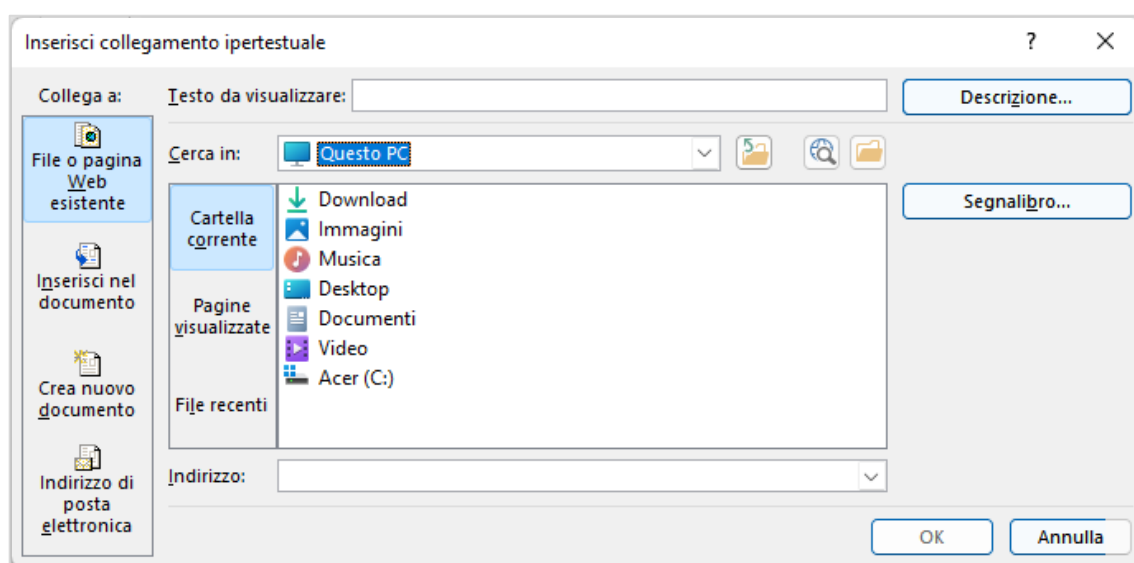 Inserisci collegamento ipertestuale
?
Collega a:
Testo da visualizzare:
Descrizione...
File o pagina
Web
esistente
Cerca in:
Questo PC
Inserisci nel
documento
Crea nuovo
documento
Indirizzo di
posta
elettronica
Cartella
corrente
Pagine
visualizzate
File recenti
Download
Immagini
Musica
Desktop
Documenti
Video
Acer (C:)
Segnalibro...
Indirizzo:
OK
Annulla